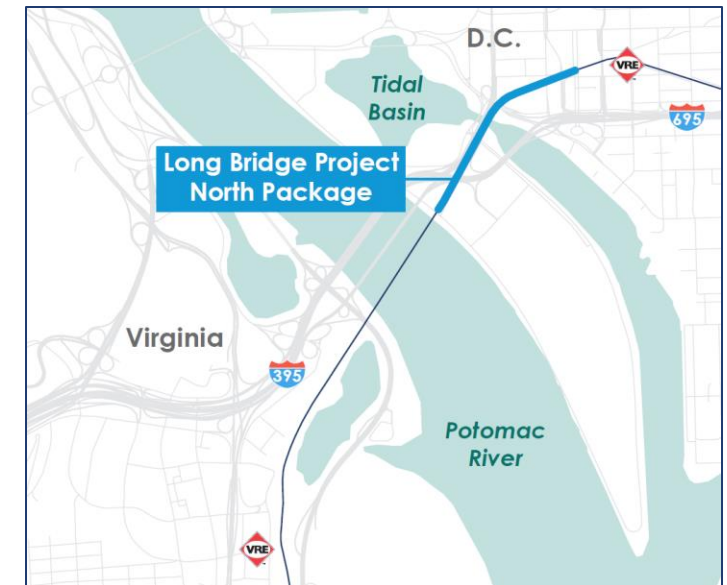 D.C.
VRE
Tidal
Basin
695
Long Bridge Project
North Package
Virginia
395
Potomac
River
VRE